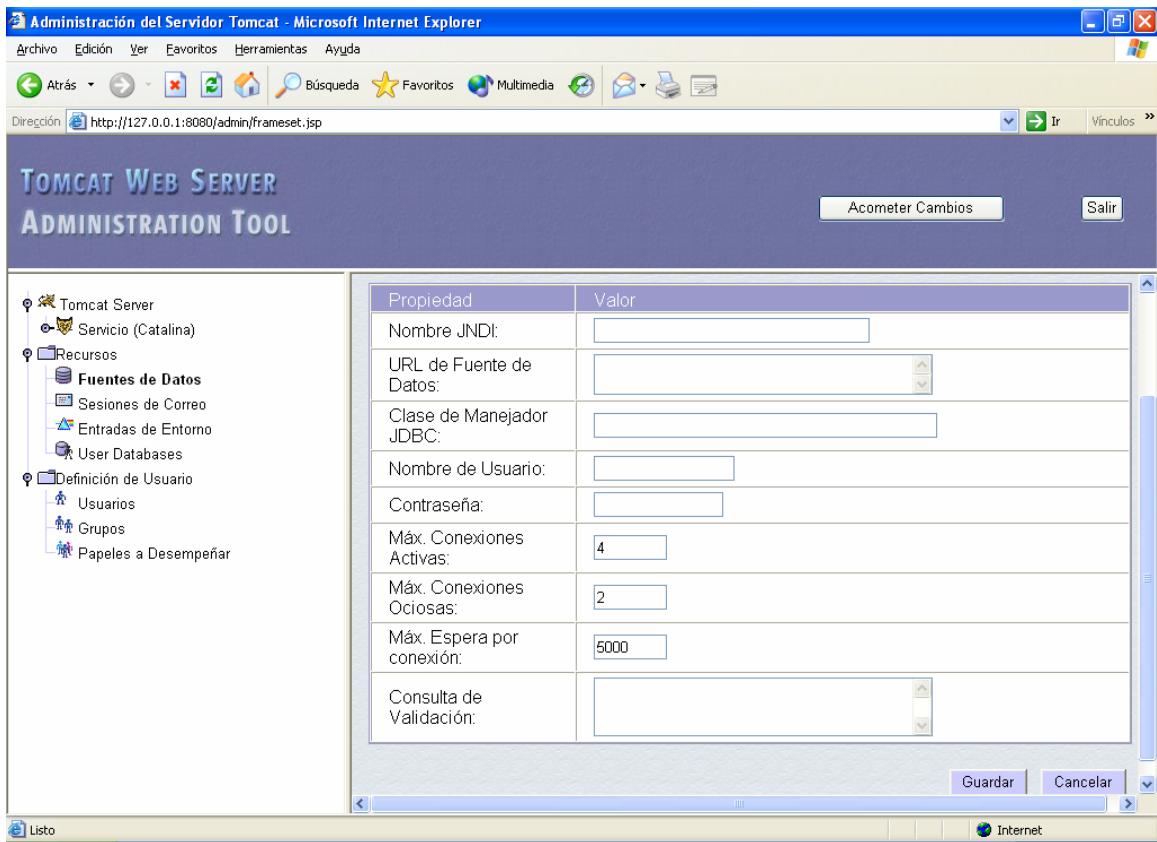 Administración del Servidor Tomcat - Microsoft Internet Explorer
Archivo Edición Ver Favoritos Herramientas Ayuda
Atrás Búsqueda Favoritos Multimedia
Dirección http://127.0.0.1:8080/admin/frameset.jsp Ir Vínculos »
TOMCAT WEB SERVER
ADMINISTRATION TOOL
Acometer Cambios Salir
Tomcat Server
Servicio (Catalina)
Recursos
Fuentes de Datos
Sesiones de Correo
Entradas de Entorno
User Databases
Definición de Usuario
Usuarios
Grupos
Papeles a Desempeñar
Propiedad Valor
Nombre JNDI:
URL de Fuente de
Datos:
Clase de Manejador
JDBC:
Nombre de Usuario:
Contraseña:
Máx. Conexiones
Activas:
4
Máx. Conexiones
Ociosas:
2
Máx. Espera por
conexión:
5000
Consulta de
Validación:
Guardar Cancelar
Listo Internet